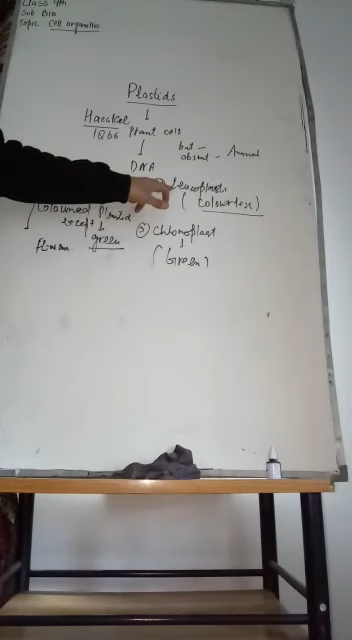 Class 9th
Sub Bio
Topic Cell organelles
Plastids
Haeckel
1866 Plant cell
but -
absent - Animal
DNA
Leucoplast
(Colourless)
Coloured Plastid
except
green
② Chloroplast
(Green)